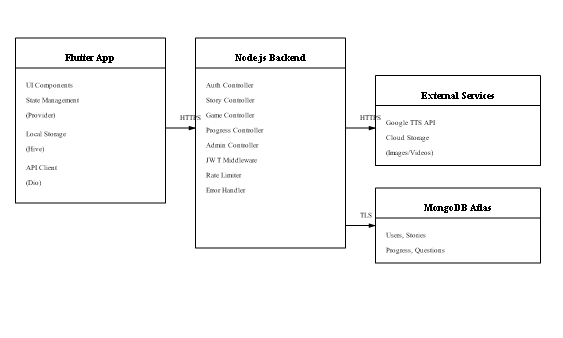 Flutter App
UI Components
State Management
(Provider)
Local Storage
(Hive)
API Client
(Dio)
HTTPS
Node.js Backend
Auth Controller
Story Controller
Game Controller
Progress Controller
Admin Controller
JWT Middleware
Rate Limiter
Error Handler
HTTPS
External Services
Google TTS API
Cloud Storage
(Images/Videos)
TLS
MongoDB Atlas
Users, Stories
Progress, Questions